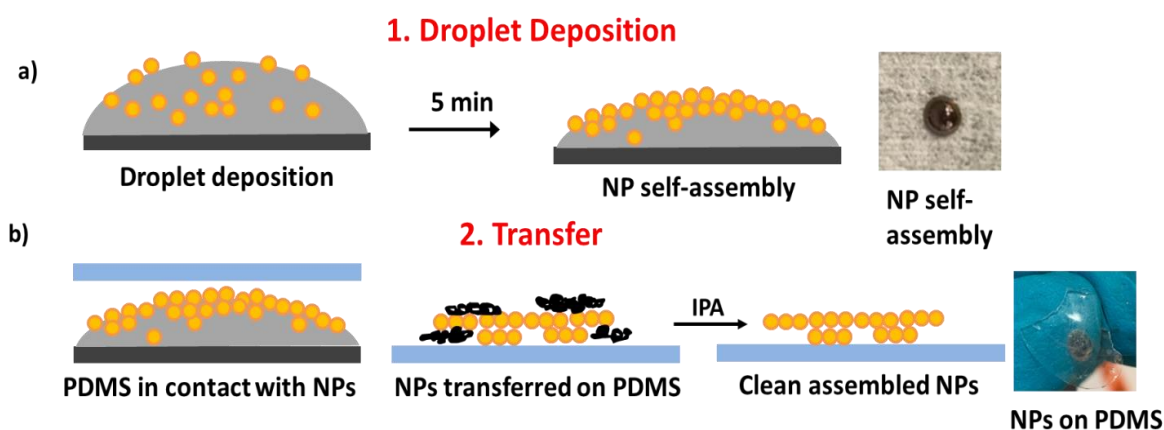 1. Droplet Deposition
a)
5 min
Droplet deposition
NP self-assembly
NP self-
assembly
b)
2. Transfer
IPA
PDMS in contact with NPs
NPs transferred on PDMS
Clean assembled NPs
NPs on PDMS